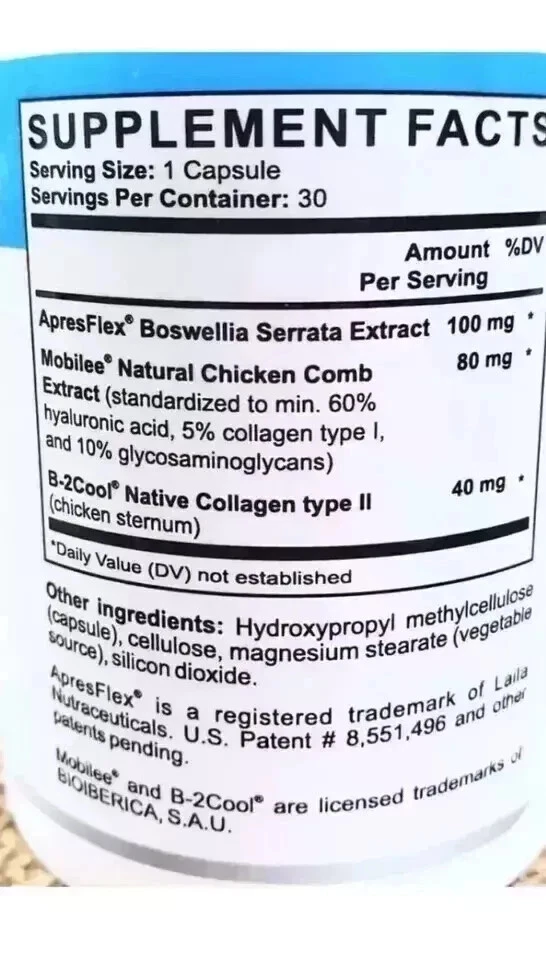 SUPPLEMENT FACTS
Serving Size: 1 Capsule
Servings Per Container: 30
Amount %DV
Per Serving
ApresFlex® Boswellia Serrata Extract 100 mg *
Mobilee® Natural Chicken Comb 80 mg *
Extract (standardized to min. 60%
hyaluronic acid, 5% collagen type I,
and 10% glycosaminoglycans)
B-2Cool® Native Collagen type II 40 mg *
(chicken sternum)
*Daily Value (DV) not established
Other ingredients: Hydroxypropyl methylcellulose
(capsule), cellulose, magnesium stearate (vegetable
source), silicon dioxide.
ApresFlex® is a registered trademark of Laila
Nutraceuticals. U.S. Patent # 8,551,496 and other
patents pending.
Mobilee® and B-2Cool® are licensed trademarks of
BIOIBERICA, S.A.U.